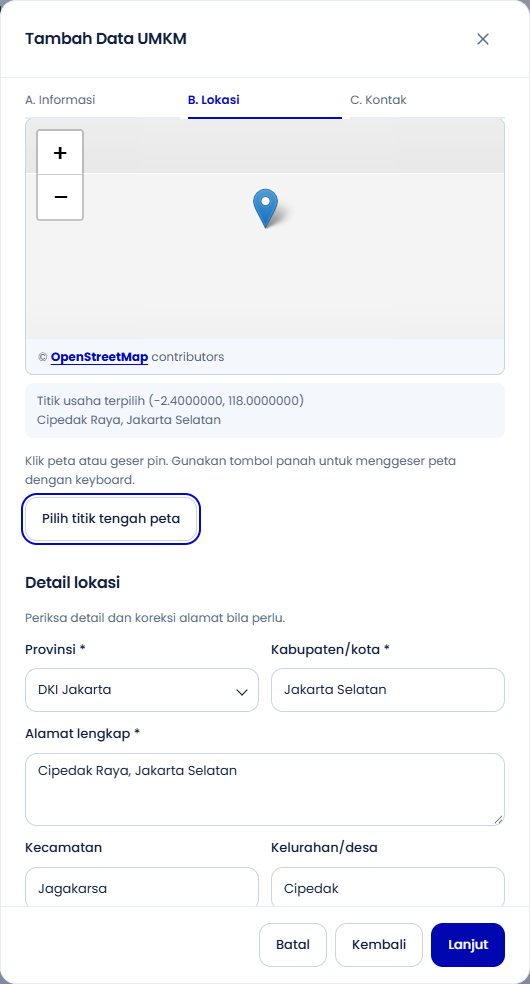 Tambah Data UMKM
A. Informasi
B. Lokasi
C. Kontak
+
−
© OpenStreetMap contributors
Titik usaha terpilih (-2.4000000, 118.0000000)
Cipedak Raya, Jakarta Selatan
Klik peta atau geser pin. Gunakan tombol panah untuk menggeser peta
dengan keyboard.
Pilih titik tengah peta
Detail lokasi
Periksa detail dan koreksi alamat bila perlu.
Provinsi *
Kabupaten/kota *
DKI Jakarta
Jakarta Selatan
Alamat lengkap *
Cipedak Raya, Jakarta Selatan
Kecamatan
Kelurahan/desa
Jagakarsa
Cipedak
Batal
Kembali
Lanjut